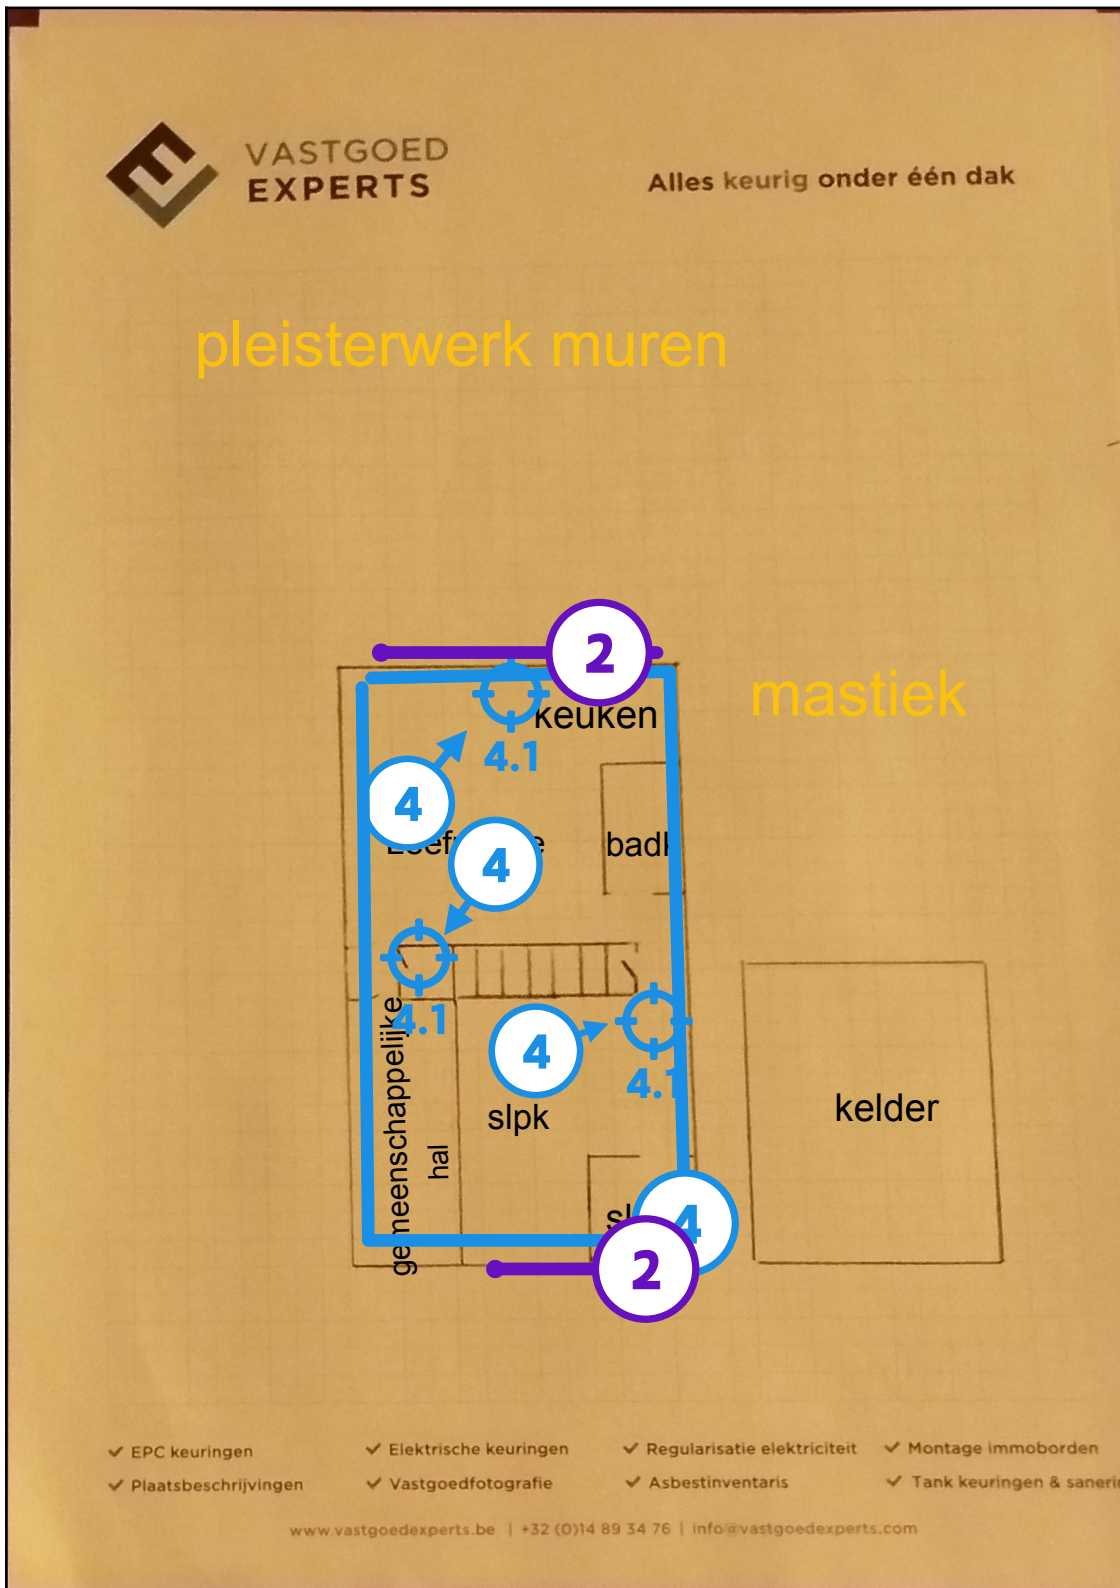 VASTGOED
EXPERTS
Alles keurig onder één dak
pleisterwerk muren
2
mastiek
keuken
4.1
4
4
badk
4.1
4
4.1
gemeenschappelijke
hal
slpk
kelder
4
2
EPC keuringen
Elektrische keuringen
Regularisatie elektriciteit
Montage immoborden
Plaatsbeschrijvingen
Vastgoedfotografie
Asbestinventaris
Tank keuringen &
www.vastgoedexperts.be | +32 (0)14 89 34 76 | info@vastgoedexperts.com